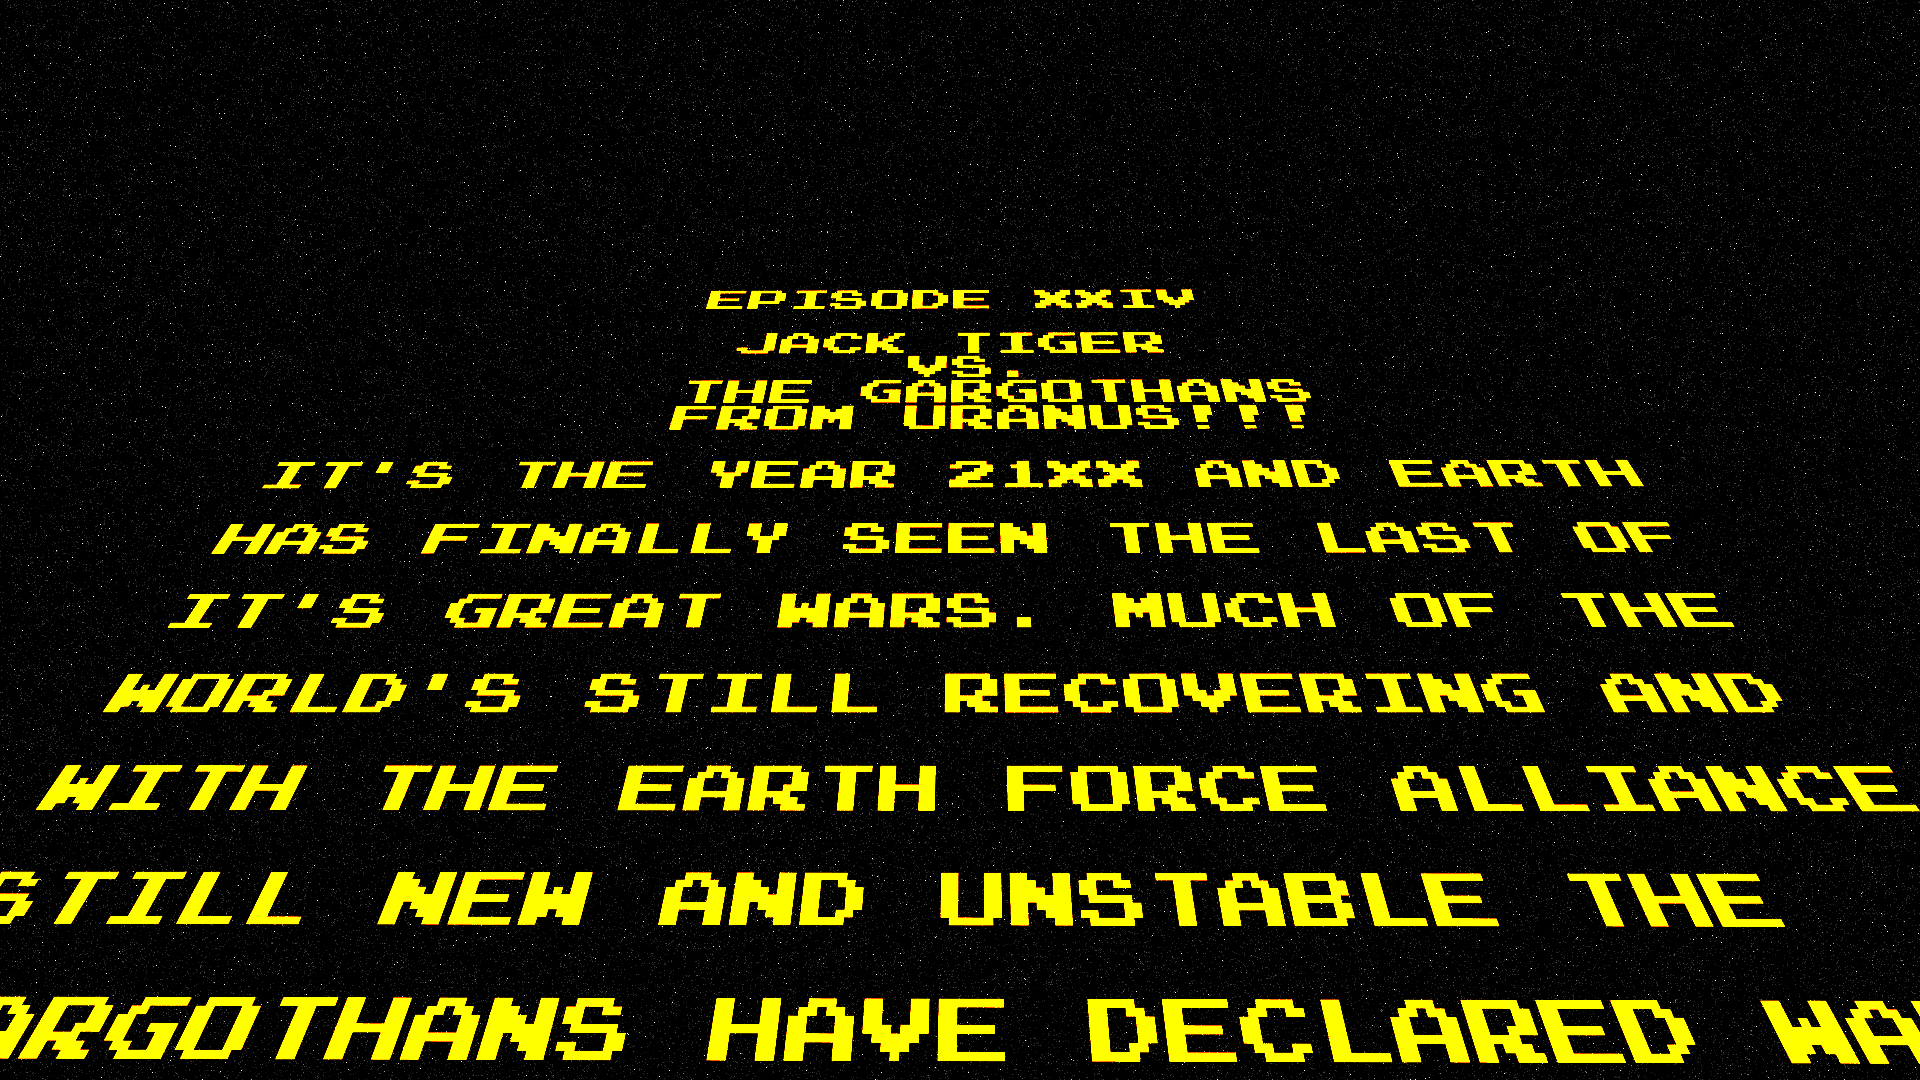 EPISODE XXIV
JACK TIGER
VS.
THE GARGOTHANS
FROM URANUS!!!
IT'S THE YEAR 21XX AND EARTH
HAS FINALLY SEEN THE LAST OF
IT'S GREAT WARS. MUCH OF THE
WORLD'S STILL RECOVERING AND
WITH THE EARTH FORCE ALLIANCE
STILL NEW AND UNSTABLE THE
ARGOTHANS HAVE DECLARED WA